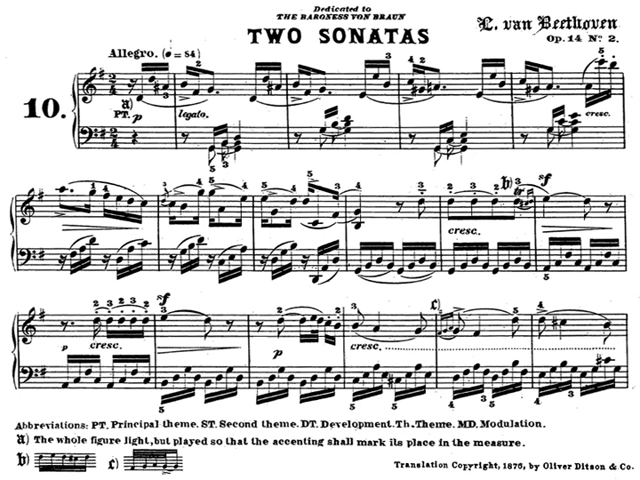 Dedicated to
THE BARONESS VON BRAUN
TWO SONATAS
L. van Beethoven
Op. 14 Nº 2.
Allegro. (♩ = 84)
10.
a)
PT. p legato. cresc.
b) sf
cresc.
sf c)
p cresc. p cresc.
Abbreviations: PT. Principal theme. ST. Second theme. DT. Development. Th. Theme. MD. Modulation.
a) The whole figure light, but played so that the accenting shall mark its place in the measure.
b) c)
Translation Copyright, 1876, by Oliver Ditson & Co.